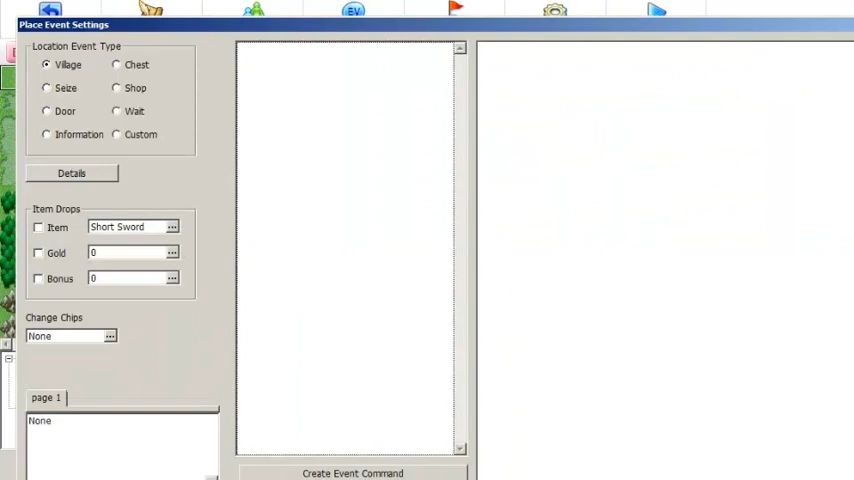 EV
Place Event Settings
Location Event Type
Village
Chest
Seize
Shop
Door
Wait
Information
Custom
Details
Item Drops
Item
Short Sword
...
Gold
0
...
Bonus
0
...
Change Chips
None
...
page 1
None
Create Event Command